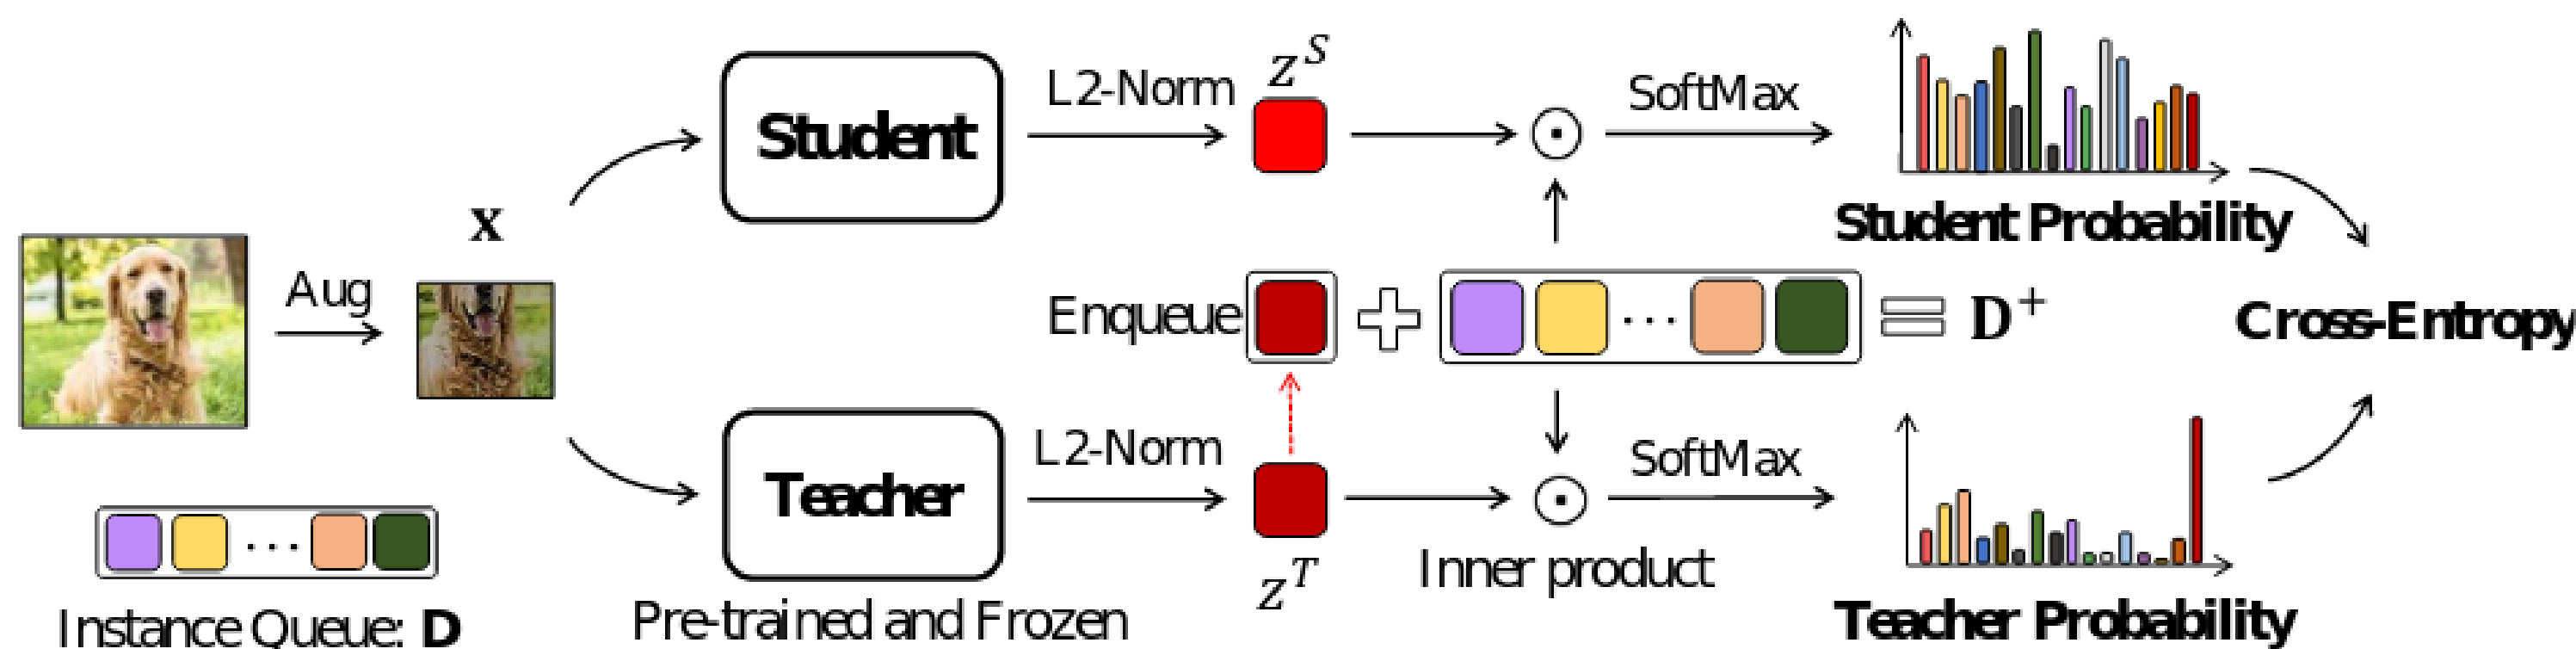 Aug
x
Instance Queue: D
Student
Teacher
Pre-trained and Frozen
L2-Norm
z^S
SoftMax
Student Probability
Enqueue
··· 
= D⁺
Cross-Entropy
L2-Norm
z^T
Inner product
SoftMax
Teacher Probability